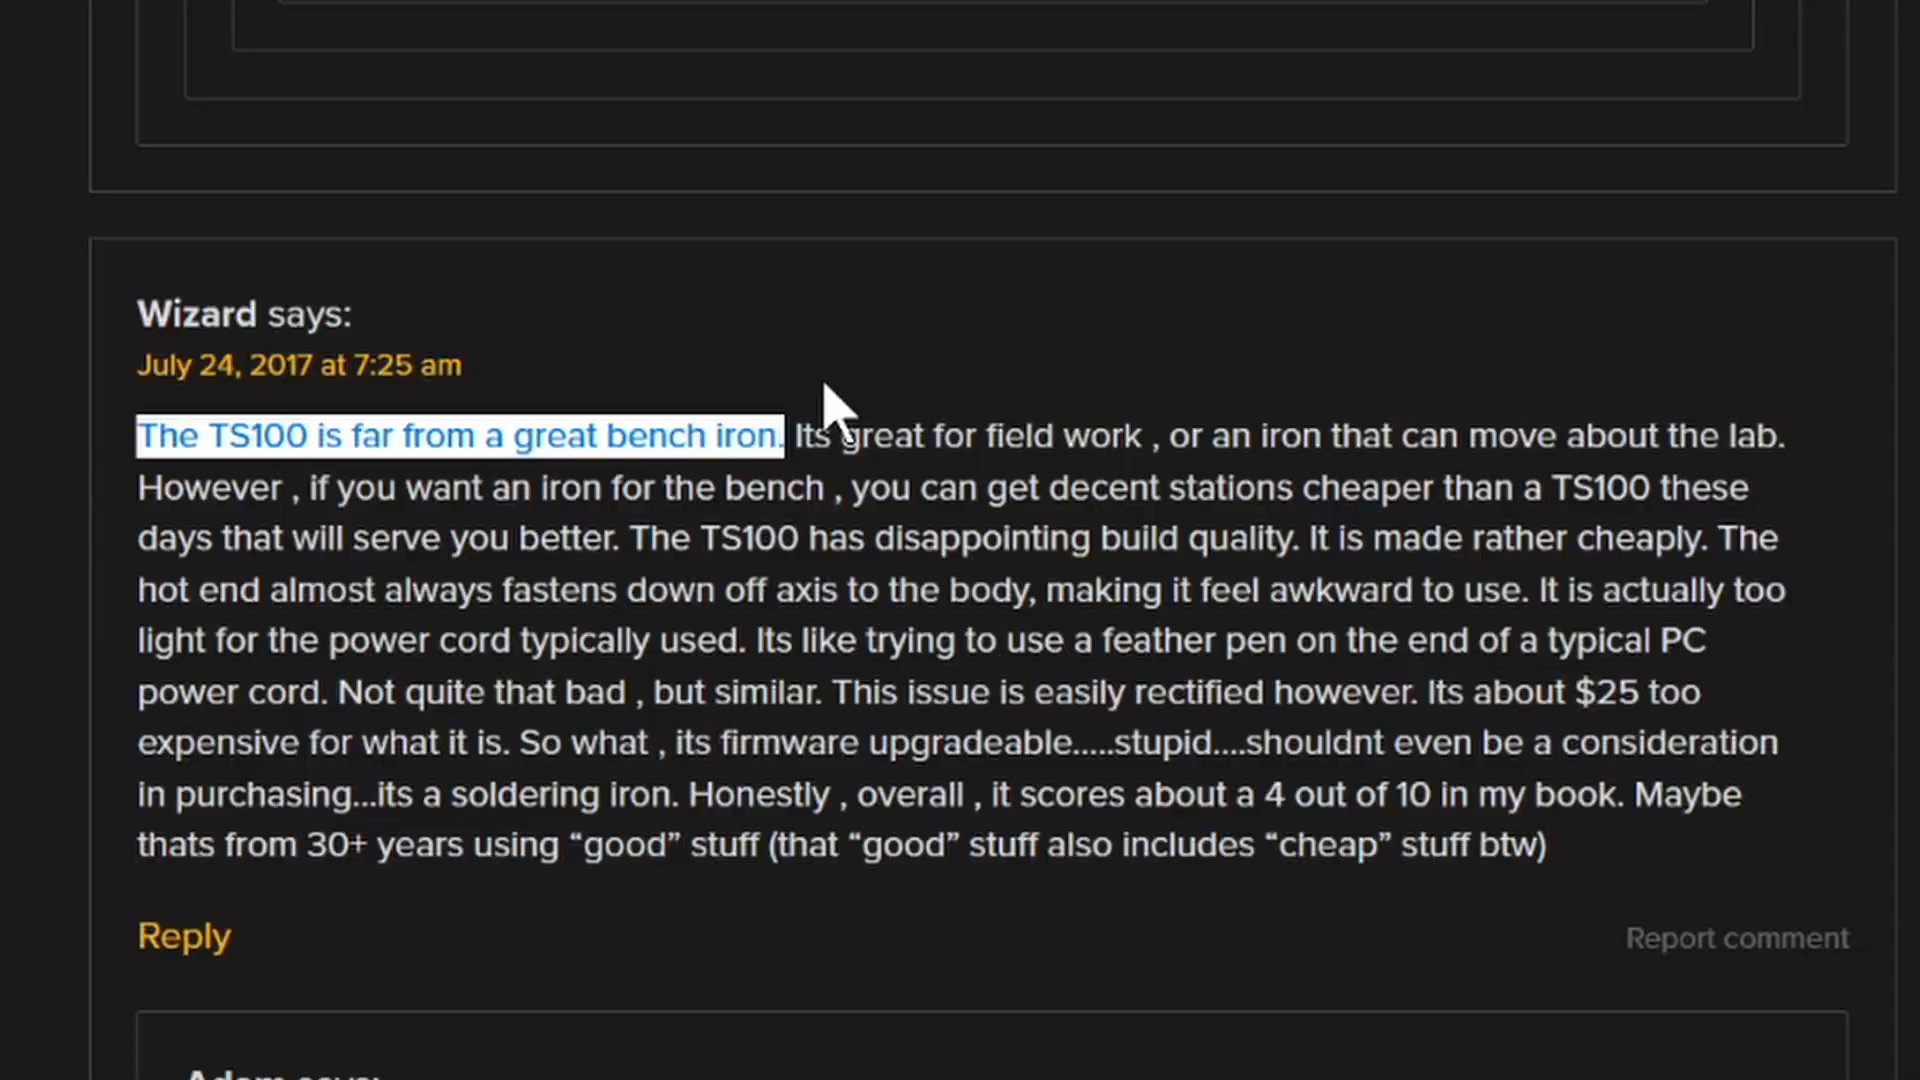 Wizard says:
July 24, 2017 at 7:25 am
The TS100 is far from a great bench iron. Its great for field work , or an iron that can move about the lab.
However , if you want an iron for the bench , you can get decent stations cheaper than a TS100 these
days that will serve you better. The TS100 has disappointing build quality. It is made rather cheaply. The
hot end almost always fastens down off axis to the body, making it feel awkward to use. It is actually too
light for the power cord typically used. Its like trying to use a feather pen on the end of a typical PC
power cord. Not quite that bad , but similar. This issue is easily rectified however. Its about $25 too
expensive for what it is. So what , its firmware upgradeable.....stupid....shouldnt even be a consideration
in purchasing...its a soldering iron. Honestly , overall , it scores about a 4 out of 10 in my book. Maybe
thats from 30+ years using “good” stuff (that “good” stuff also includes “cheap” stuff btw)
Reply
Report comment
Adam says: